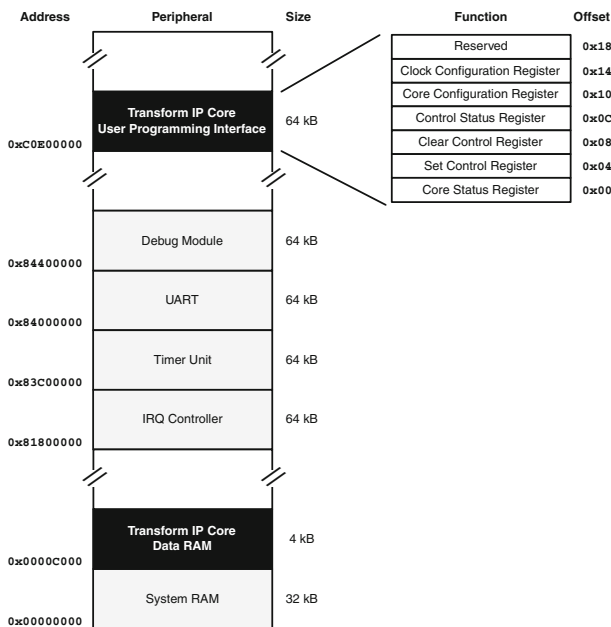 Address Peripheral Size Function Offset
Reserved 0x18
Clock Configuration Register 0x14
Core Configuration Register 0x10
Control Status Register 0x0C
Clear Control Register 0x08
Set Control Register 0x04
Core Status Register 0x00
Transform IP Core
User Programming Interface
64 kB
0xC0E00000
Debug Module 64 kB
0x84400000
UART 64 kB
0x84000000
Timer Unit 64 kB
0x83C00000
IRQ Controller 64 kB
0x81800000
Transform IP Core
Data RAM
4 kB
0x0000C000
System RAM 32 kB
0x00000000